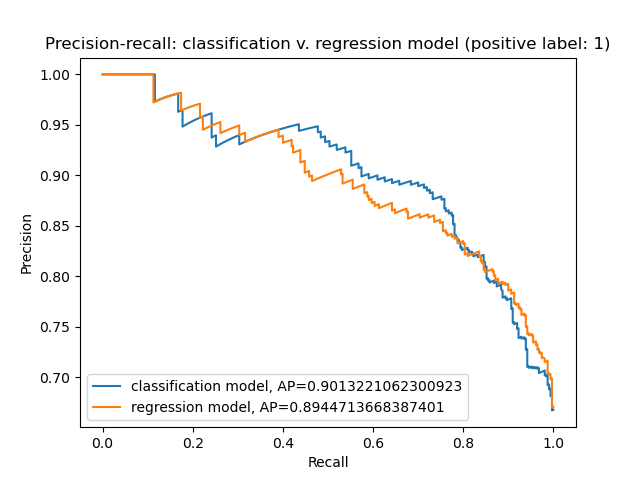 Precision-recall: classification v. regression model (positive label: 1)
1.00
0.95
0.90
0.85
0.80
0.75
0.70
Precision
classification model, AP=0.9013221062300923
regression model, AP=0.8944713668387401
0.0 0.2 0.4 0.6 0.8 1.0
Recall